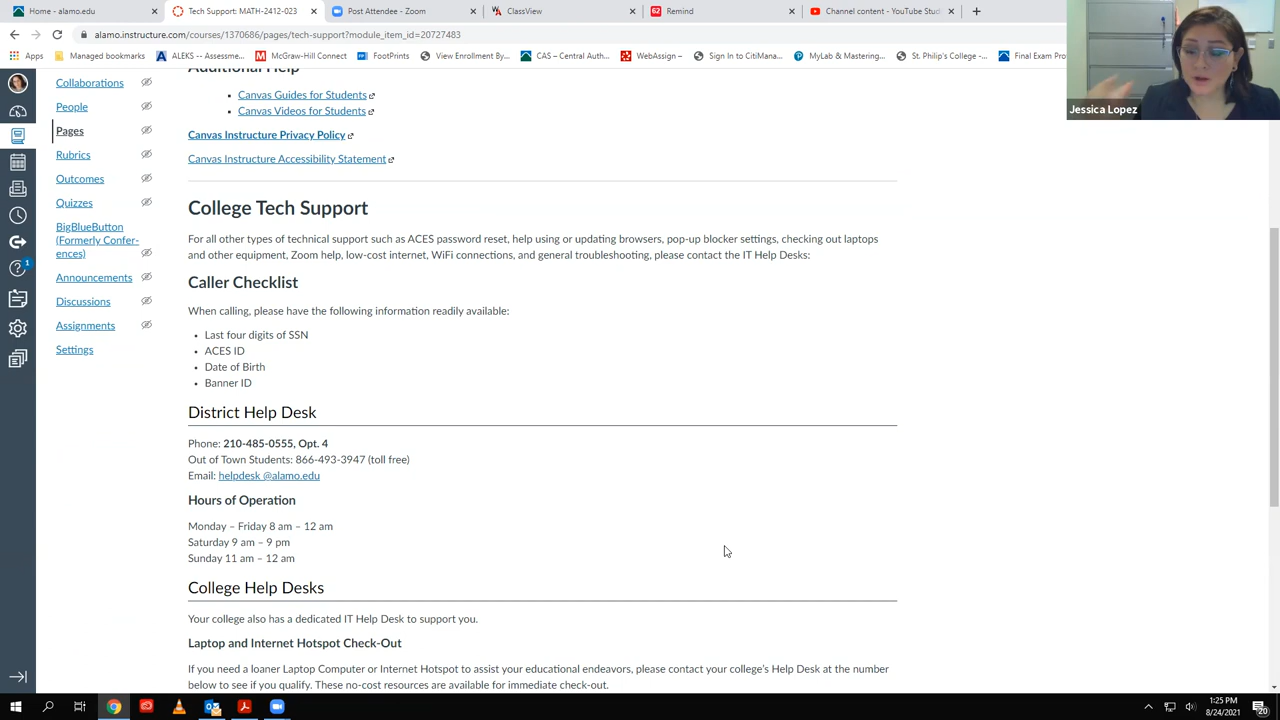 Home - alamo.edu
Tech Support: MATH-2412-023
Post Attendee - Zoom
ClassView
Remind
Channel content - YouTube Stud
alamo.instructure.com/courses/1370686/pages/tech-support?module_item_id=20727483
Apps
Managed bookmarks
ALEKS --
McGraw-Hill Connect
FootPrints
View Enrollment By...
CAS – Central Auth...
WebAssign –
Sign In to CitiMana...
MyLab & Mastering...
St. Philip's College -...
Final Exam Pro
Jessica Lopez
Collaborations
People
Pages
Rubrics
Outcomes
Quizzes
BigBlueButton
(Formerly Confer-
ences)
Announcements
Discussions
Assignments
Settings
1
Additional Help
Canvas Guides for Students
Canvas Videos for Students
Canvas Instructure Privacy Policy
Canvas Instructure Accessibility Statement
College Tech Support
For all other types of technical support such as ACES password reset, help using or updating browsers, pop-up blocker settings, checking out laptops
and other equipment, Zoom help, low-cost internet, WiFi connections, and general troubleshooting, please contact the IT Help Desks:
Caller Checklist
When calling, please have the following information readily available:
Last four digits of SSN
ACES ID
Date of Birth
Banner ID
District Help Desk
Phone: 210-485-0555, Opt. 4
Out of Town Students: 866-493-3947 (toll free)
Email: helpdesk @alamo.edu
Hours of Operation
Monday – Friday 8 am – 12 am
Saturday 9 am – 9 pm
Sunday 11 am – 12 am
College Help Desks
Your college also has a dedicated IT Help Desk to support you.
Laptop and Internet Hotspot Check-Out
If you need a loaner Laptop Computer or Internet Hotspot to assist your educational endeavors, please contact your college's Help Desk at the number
below to see if you qualify. These no-cost resources are available for immediate check-out.
1:25 PM
8/24/2021
20